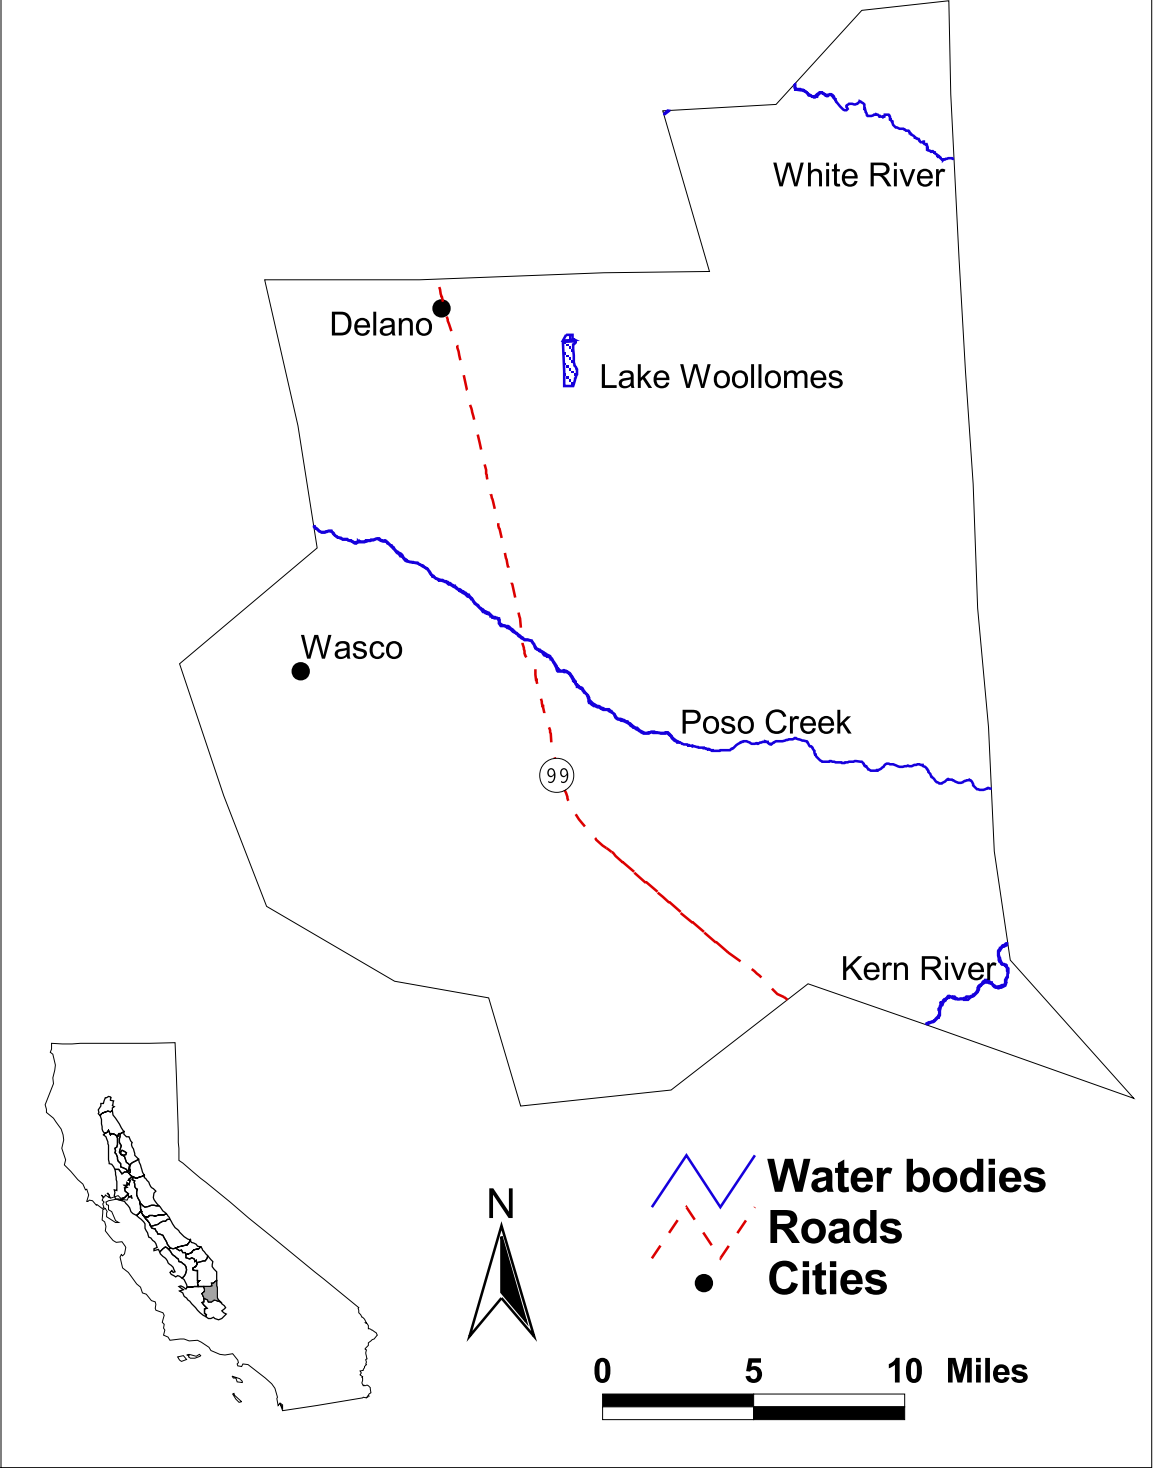 White River
Delano
Lake Woollomes
Wasco
Poso Creek
99
Kern River
N
Water bodies
Roads
Cities
0 5 10 Miles